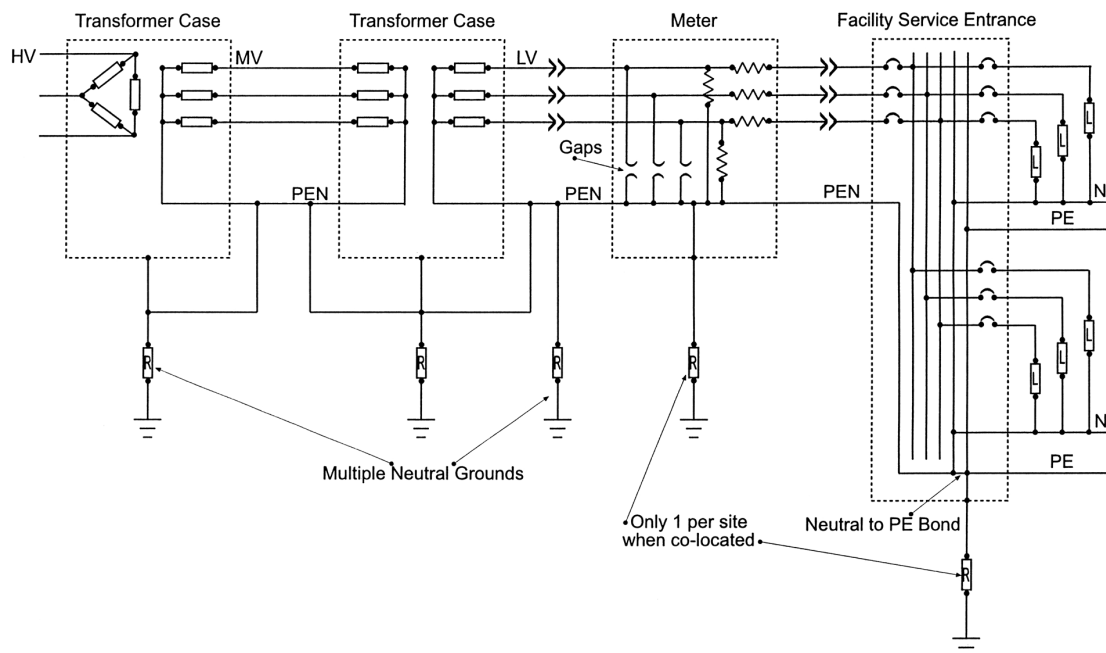 Transformer Case
Transformer Case
Meter
Facility Service Entrance
HV
MV
LV
Gaps
PEN
PEN
PEN
L
L
L
N
PE
L
L
L
N
PE
R
R
R
R
Multiple Neutral Grounds
Only 1 per site
when co-located
Neutral to PE Bond
R